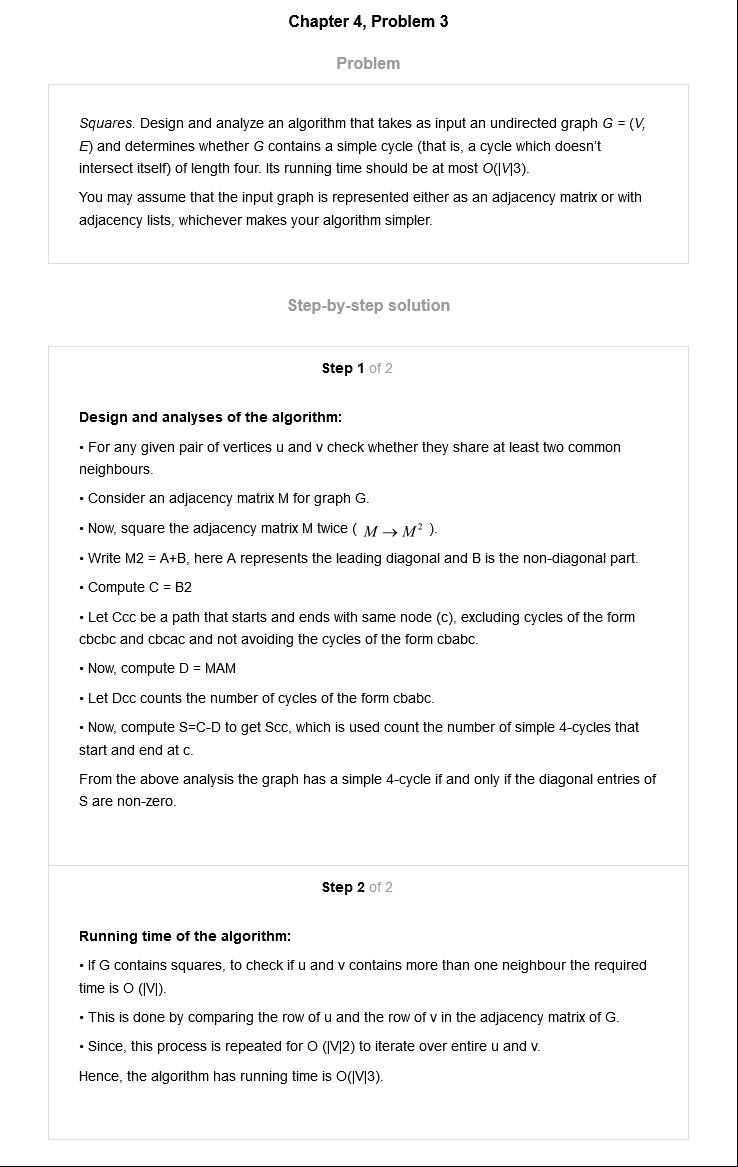 Chapter 4, Problem 3
Problem
Squares. Design and analyze an algorithm that takes as input an undirected graph G = (V,
E) and determines whether G contains a simple cycle (that is, a cycle which doesn't
intersect itself) of length four. Its running time should be at most O(|V|3).
You may assume that the input graph is represented either as an adjacency matrix or with
adjacency lists, whichever makes your algorithm simpler.
Step-by-step solution
Step 1 of 2
Design and analyses of the algorithm:
• For any given pair of vertices u and v check whether they share at least two common
neighbours.
• Consider an adjacency matrix M for graph G.
• Now, square the adjacency matrix M twice ( M → M² ).
• Write M2 = A+B, here A represents the leading diagonal and B is the non-diagonal part.
• Compute C = B2
• Let Ccc be a path that starts and ends with same node (c), excluding cycles of the form
cbcbc and cbcac and not avoiding the cycles of the form cbabc.
• Now, compute D = MAM
• Let Dcc counts the number of cycles of the form cbabc.
• Now, compute S=C-D to get Scc, which is used count the number of simple 4-cycles that
start and end at c.
From the above analysis the graph has a simple 4-cycle if and only if the diagonal entries of
S are non-zero.
Step 2 of 2
Running time of the algorithm:
• If G contains squares, to check if u and v contains more than one neighbour the required
time is O (|V|).
• This is done by comparing the row of u and the row of v in the adjacency matrix of G.
• Since, this process is repeated for O (|V|2) to iterate over entire u and v.
Hence, the algorithm has running time is O(|V|3).